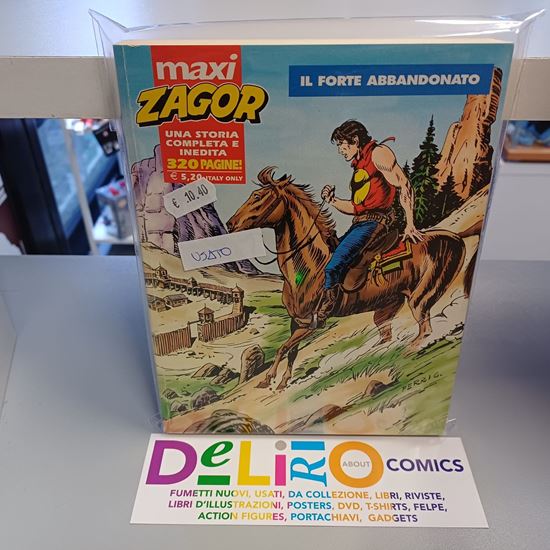 maxi
ZAGOR
IL FORTE ABBANDONATO
UNA STORIA
COMPLETA E
INEDITA
320 PAGINE!
€ 5,20 ITALY ONLY
€ 10.40
USATO
FERRI G.
DeLiRiO ABOUT COMICS
FUMETTI NUOVI, USATI, DA COLLEZIONE, LIBRI, RIVISTE,
LIBRI D'ILLUSTRAZIONI, POSTERS, DVD, T-SHIRTS, FELPE,
ACTION FIGURES, PORTACHIAVI, GADGETS